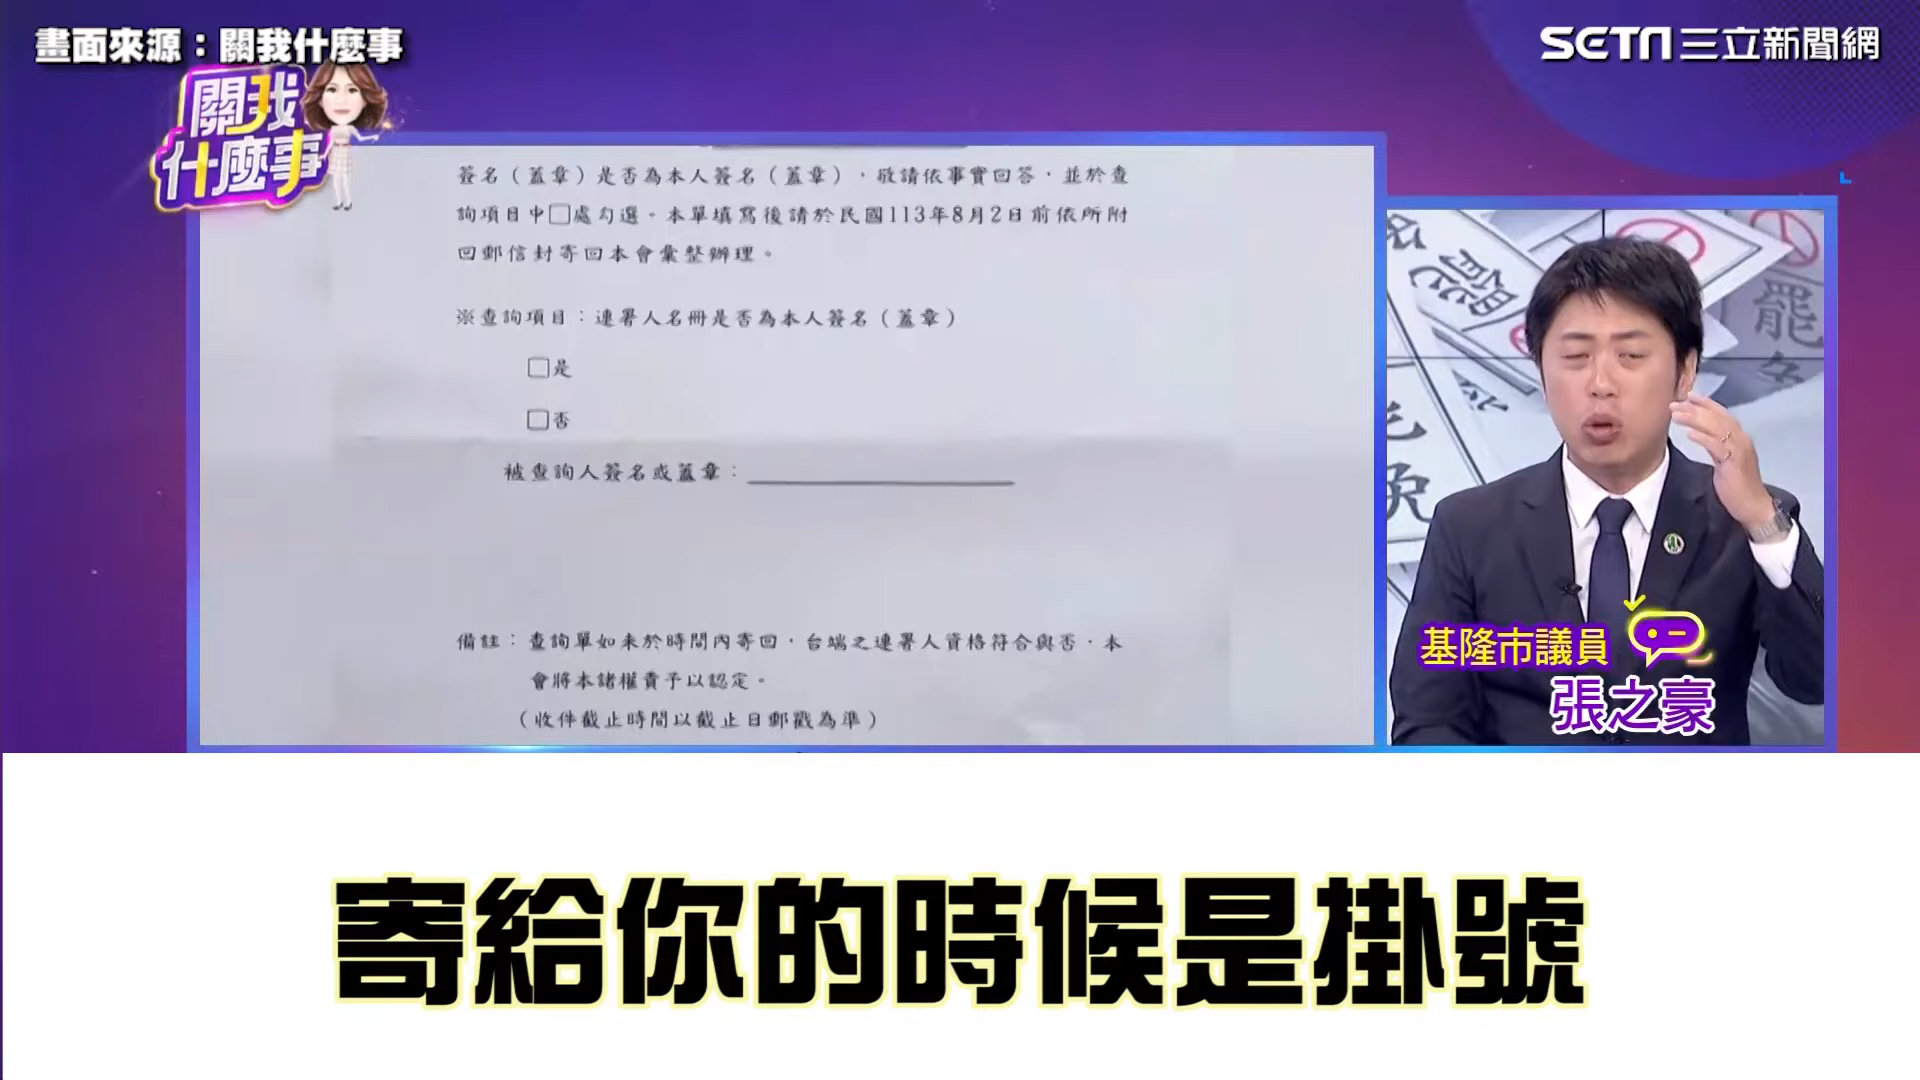 畫面來源：關我什麼事
SETN三立新聞網
關我
什麼事
簽名（蓋章）是否為本人簽名（蓋章），敬請依事實回答，並於查
詢項目中□處勾選。本單填寫後請於民國113年8月2日前依所附
回郵信封寄回本會彙整辦理。
※查詢項目：連署人名冊是否為本人簽名（蓋章）
□是
□否
被查詢人簽名或蓋章：
備註：查詢單如未於時間內寄回，台端之連署人資格符合與否，本
會將本諸權責予以認定。
（收件截止時間以截止日郵戳為準）
罷
免
基隆市議員
張之豪
寄給你的時候是掛號